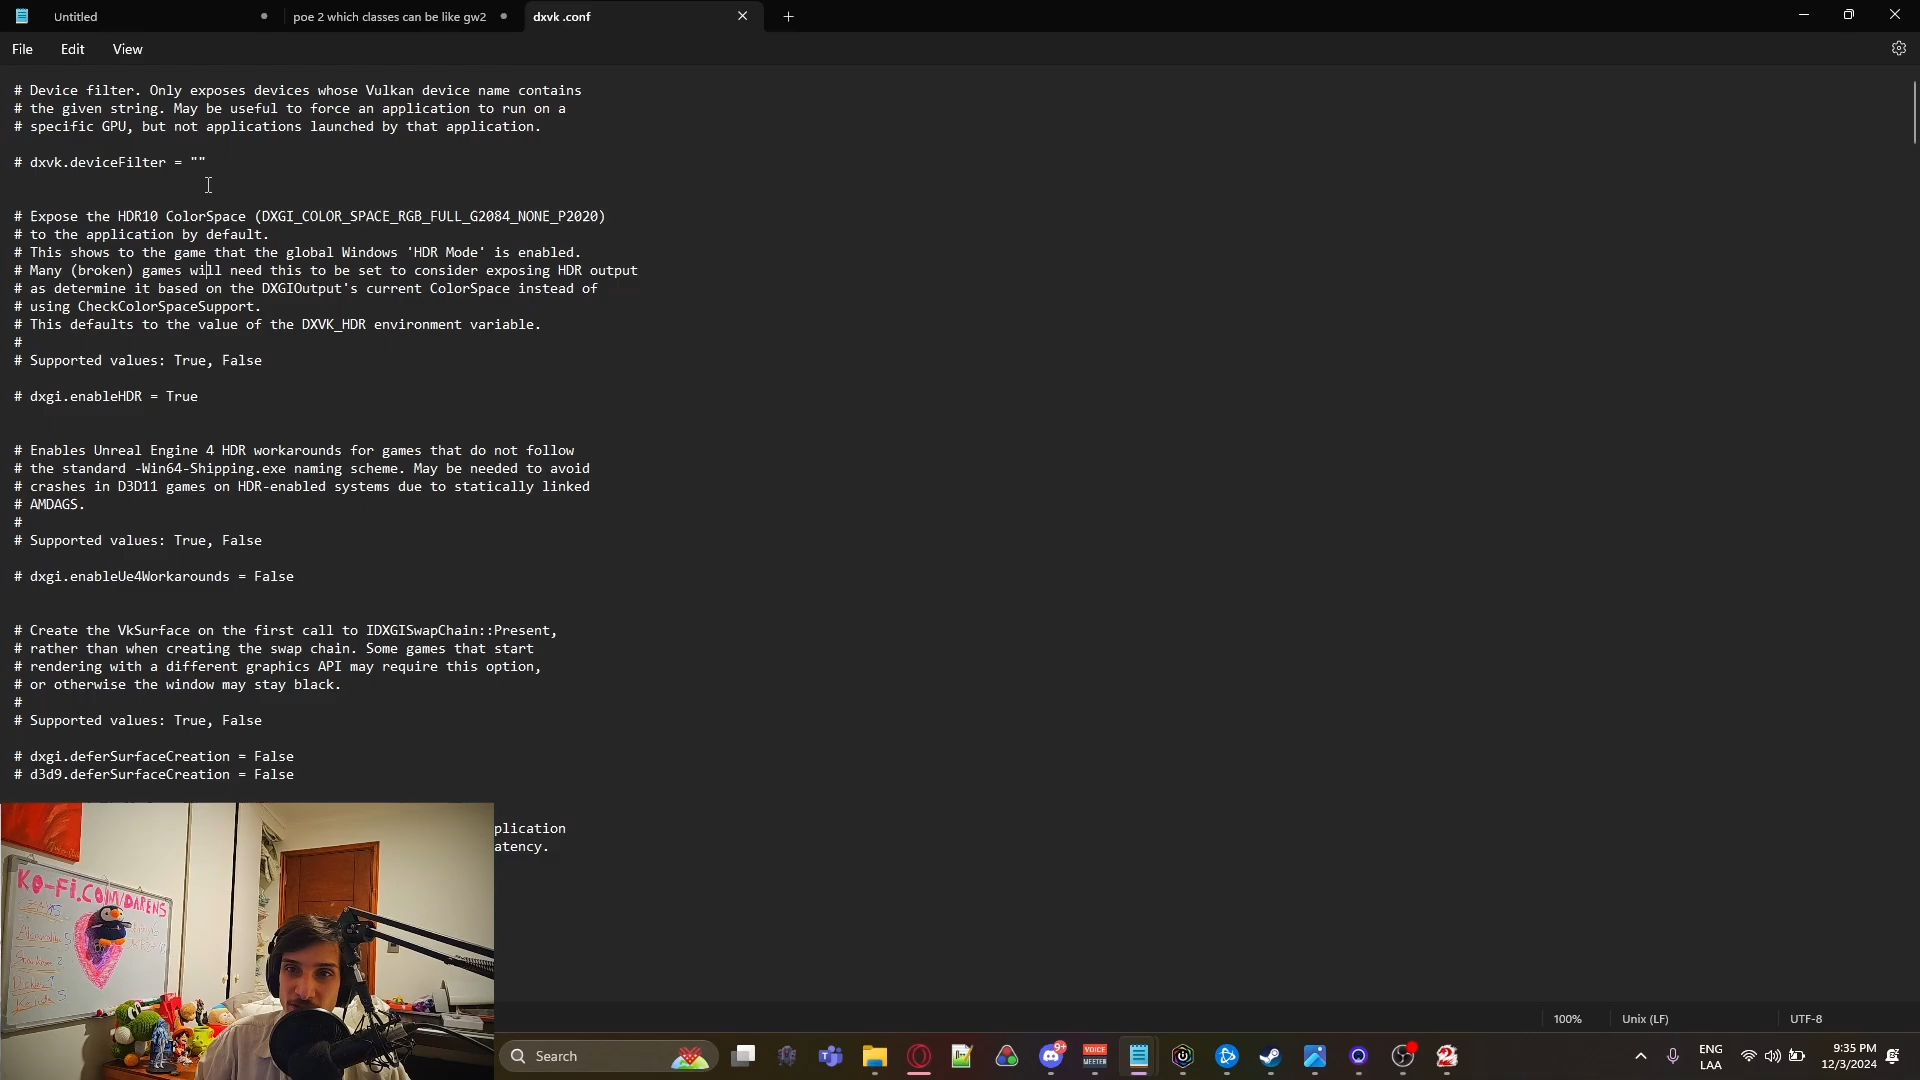 Untitled
poe 2 which classes can be like gw2
dxvk .conf
File Edit View
# Device filter. Only exposes devices whose Vulkan device name contains
# the given string. May be useful to force an application to run on a
# specific GPU, but not applications launched by that application.
# dxvk.deviceFilter = ""
# Expose the HDR10 ColorSpace (DXGI_COLOR_SPACE_RGB_FULL_G2084_NONE_P2020)
# to the application by default.
# This shows to the game that the global Windows 'HDR Mode' is enabled.
# Many (broken) games will need this to be set to consider exposing HDR output
# as determine it based on the DXGIOutput's current ColorSpace instead of
# using CheckColorSpaceSupport.
# This defaults to the value of the DXVK_HDR environment variable.
#
# Supported values: True, False
# dxgi.enableHDR = True
# Enables Unreal Engine 4 HDR workarounds for games that do not follow
# the standard -Win64-Shipping.exe naming scheme. May be needed to avoid
# crashes in D3D11 games on HDR-enabled systems due to statically linked
# AMDAGS.
#
# Supported values: True, False
# dxgi.enableUe4Workarounds = False
# Create the VkSurface on the first call to IDXGISwapChain::Present,
# rather than when creating the swap chain. Some games that start
# rendering with a different graphics API may require this option,
# or otherwise the window may stay black.
#
# Supported values: True, False
# dxgi.deferSurfaceCreation = False
# d3d9.deferSurfaceCreation = False
plication
atency.
KO-FI.COM/DARENS
100%
Unix (LF)
UTF-8
Search
VOICE
MEETER
9+
ENG
LAA
9:35 PM
12/3/2024